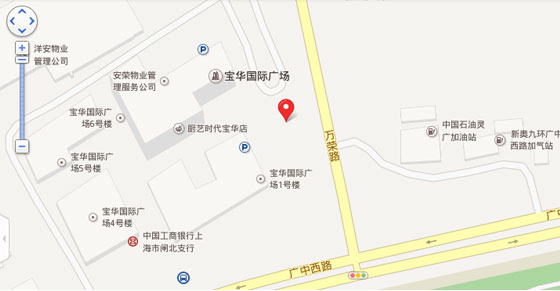 洋安物业
管理公司
P
安荣物业管
理服务公司
宝华国际广场
宝华国际广
场6号楼
厨艺时代宝华店
万荣路
中国石油灵
广加油站
新奥九环广中
西路加气站
P
宝华国际广
场5号楼
宝华国际广
场1号楼
宝华国际广
场4号楼
中国工商银行上
海市闸北支行
广中西路
广中